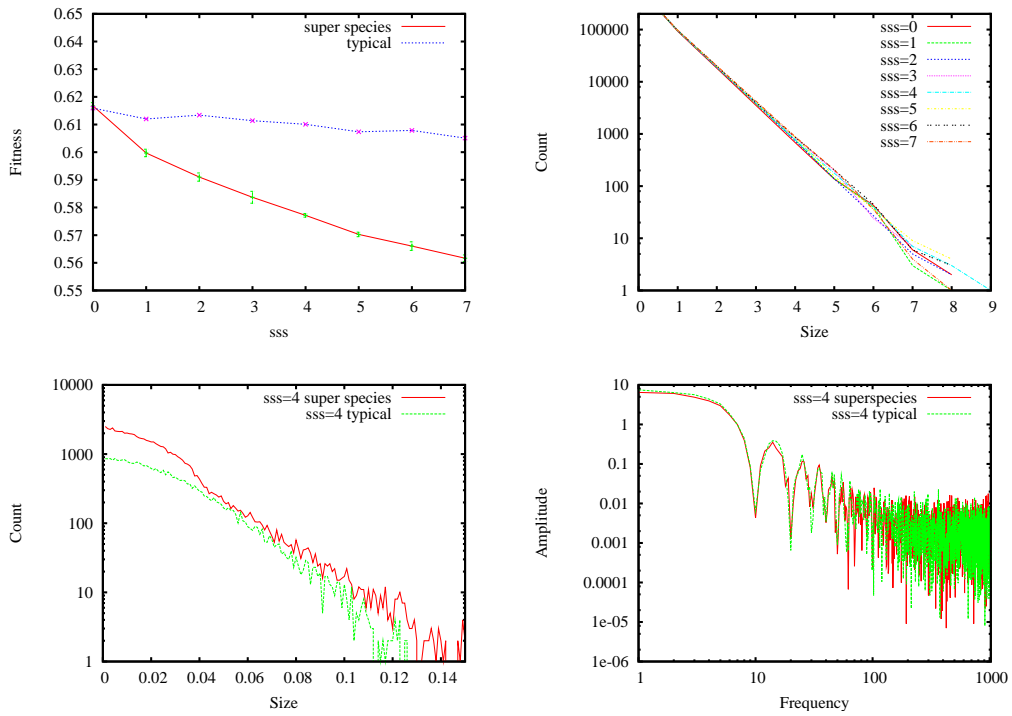 0.65
0.64
0.63
0.62
0.61
0.6
0.59
0.58
0.57
0.56
0.55
0 1 2 3 4 5 6 7
Fitness
sss
super species
typical
100000
10000
1000
100
10
1
0 1 2 3 4 5 6 7 8 9
Count
Size
sss=0
sss=1
sss=2
sss=3
sss=4
sss=5
sss=6
sss=7
10000
1000
100
10
1
0 0.02 0.04 0.06 0.08 0.1 0.12 0.14
Count
Size
sss=4 super species
sss=4 typical
10
1
0.1
0.01
0.001
0.0001
1e-05
1e-06
1 10 100 1000
Amplitude
Frequency
sss=4 superspecies
sss=4 typical